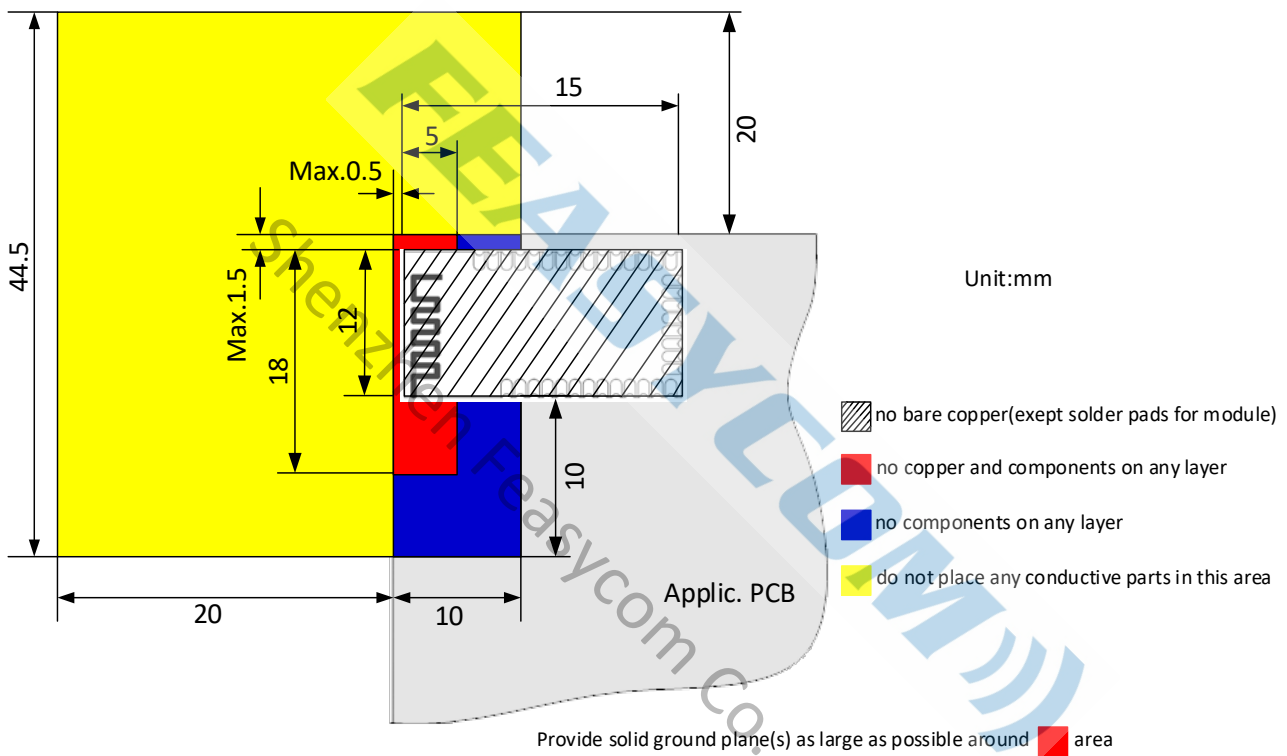 15
20
5
Max.0.5
44.5
Max.1.5
12
18
Unit:mm
no bare copper(exept solder pads for module)
no copper and components on any layer
no components on any layer
do not place any conductive parts in this area
10
Applic. PCB
20
10
Provide solid ground plane(s) as large as possible around area
FEASYCOM
Shenzhen Feasycom Co.